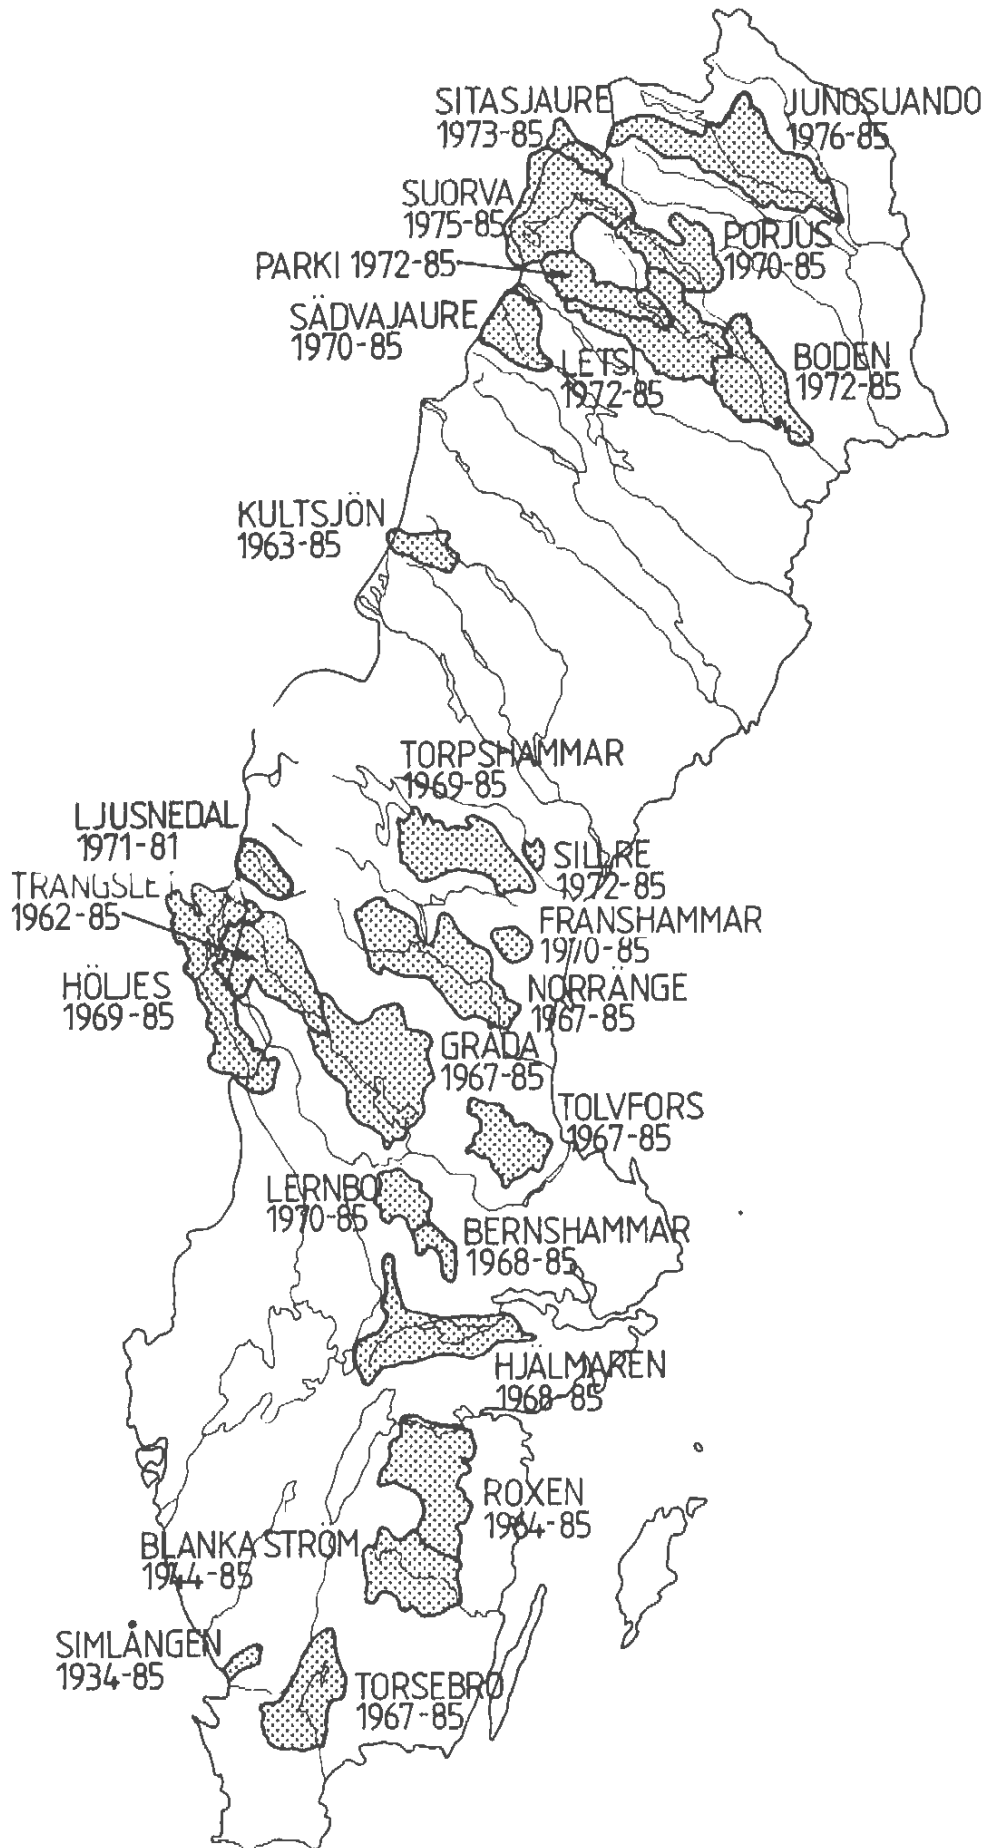 SITASJAURE
1973-85
JUNOSUANDO
1976-85
SUORVA
1975-85
PORJUS
1970-85
PARKI 1972-85
SÄDVAJAURE
1970-85
LETSI
1972-85
BODEN
1972-85
KULTSJÖN
1963-85
TORPSHAMMAR
1969-85
LJUSNEDAL
1971-81
SILLRE
1972-85
TRANGSLET
1962-85
FRANSHAMMAR
1970-85
HÖLJES
1969-85
NORRÄNGE
1967-85
GRADA
1967-85
TOLVFORS
1967-85
LERNBO
1970-85
BERNSHAMMAR
1968-85
HJÄLMAREN
1968-85
ROXEN
1964-85
BLANKASTRÖM
1944-85
SIMLÅNGEN
1934-85
TORSEBRO
1967-85